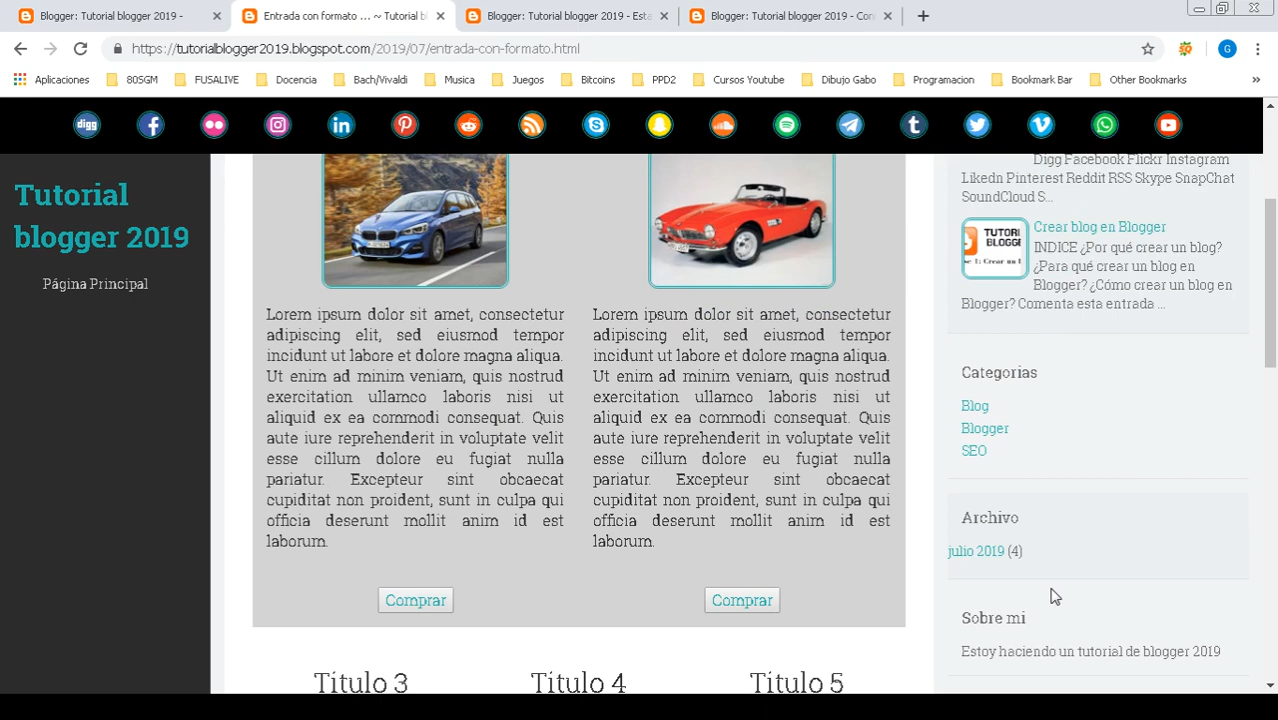 Blogger: Tutorial blogger 2019 -
Entrada con formato ... ~ Tutorial bl
Blogger: Tutorial blogger 2019 - Esta
Blogger: Tutorial blogger 2019 - Con
https://tutorialblogger2019.blogspot.com/2019/07/entrada-con-formato.html
G
Aplicaciones
80SGM
FUSALIVE
Docencia
Bach/Vivaldi
Musica
Juegos
Bitcoins
PPD2
Cursos Youtube
Dibujo Gabo
Programacion
Bookmark Bar
Other Bookmarks
digg
Tutorial
blogger 2019
Página Principal
Lorem ipsum dolor sit amet, consectetur
adipiscing elit, sed eiusmod tempor
incidunt ut labore et dolore magna aliqua.
Ut enim ad minim veniam, quis nostrud
exercitation ullamco laboris nisi ut
aliquid ex ea commodi consequat. Quis
aute iure reprehenderit in voluptate velit
esse cillum dolore eu fugiat nulla
pariatur. Excepteur sint obcaecat
cupiditat non proident, sunt in culpa qui
officia deserunt mollit anim id est
laborum.
Comprar
Lorem ipsum dolor sit amet, consectetur
adipiscing elit, sed eiusmod tempor
incidunt ut labore et dolore magna aliqua.
Ut enim ad minim veniam, quis nostrud
exercitation ullamco laboris nisi ut
aliquid ex ea commodi consequat. Quis
aute iure reprehenderit in voluptate velit
esse cillum dolore eu fugiat nulla
pariatur. Excepteur sint obcaecat
cupiditat non proident, sunt in culpa qui
officia deserunt mollit anim id est
laborum.
Comprar
Titulo 3
Titulo 4
Titulo 5
Digg Facebook Flickr Instagram
Likedn Pinterest Reddit RSS Skype SnapChat
SoundCloud S...
TUTORI
BLOGGE
Crear blog en Blogger
INDICE ¿Por qué crear un blog?
¿Para qué crear un blog en
Blogger? ¿Cómo crear un blog en
Blogger? Comenta esta entrada ...
Categorias
Blog
Blogger
SEO
Archivo
julio 2019 (4)
Sobre mi
Estoy haciendo un tutorial de blogger 2019